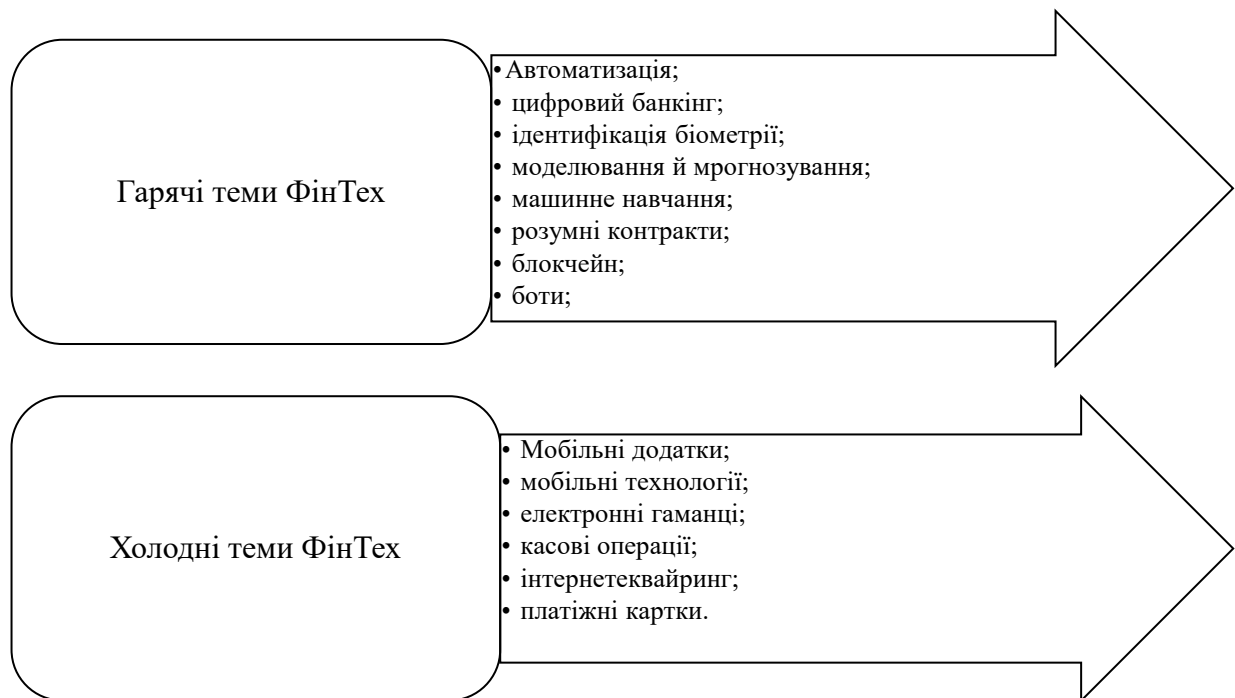 Гарячі теми ФінТех
•Автоматизація;
• цифровий банкінг;
• ідентифікація біометрії;
• моделювання й мрогнозування;
• машинне навчання;
• розумні контракти;
• блокчейн;
• боти;
Холодні теми ФінТех
• Мобільні додатки;
• мобільні технології;
• електронні гаманці;
• касові операції;
• інтернетеквайринг;
• платіжні картки.